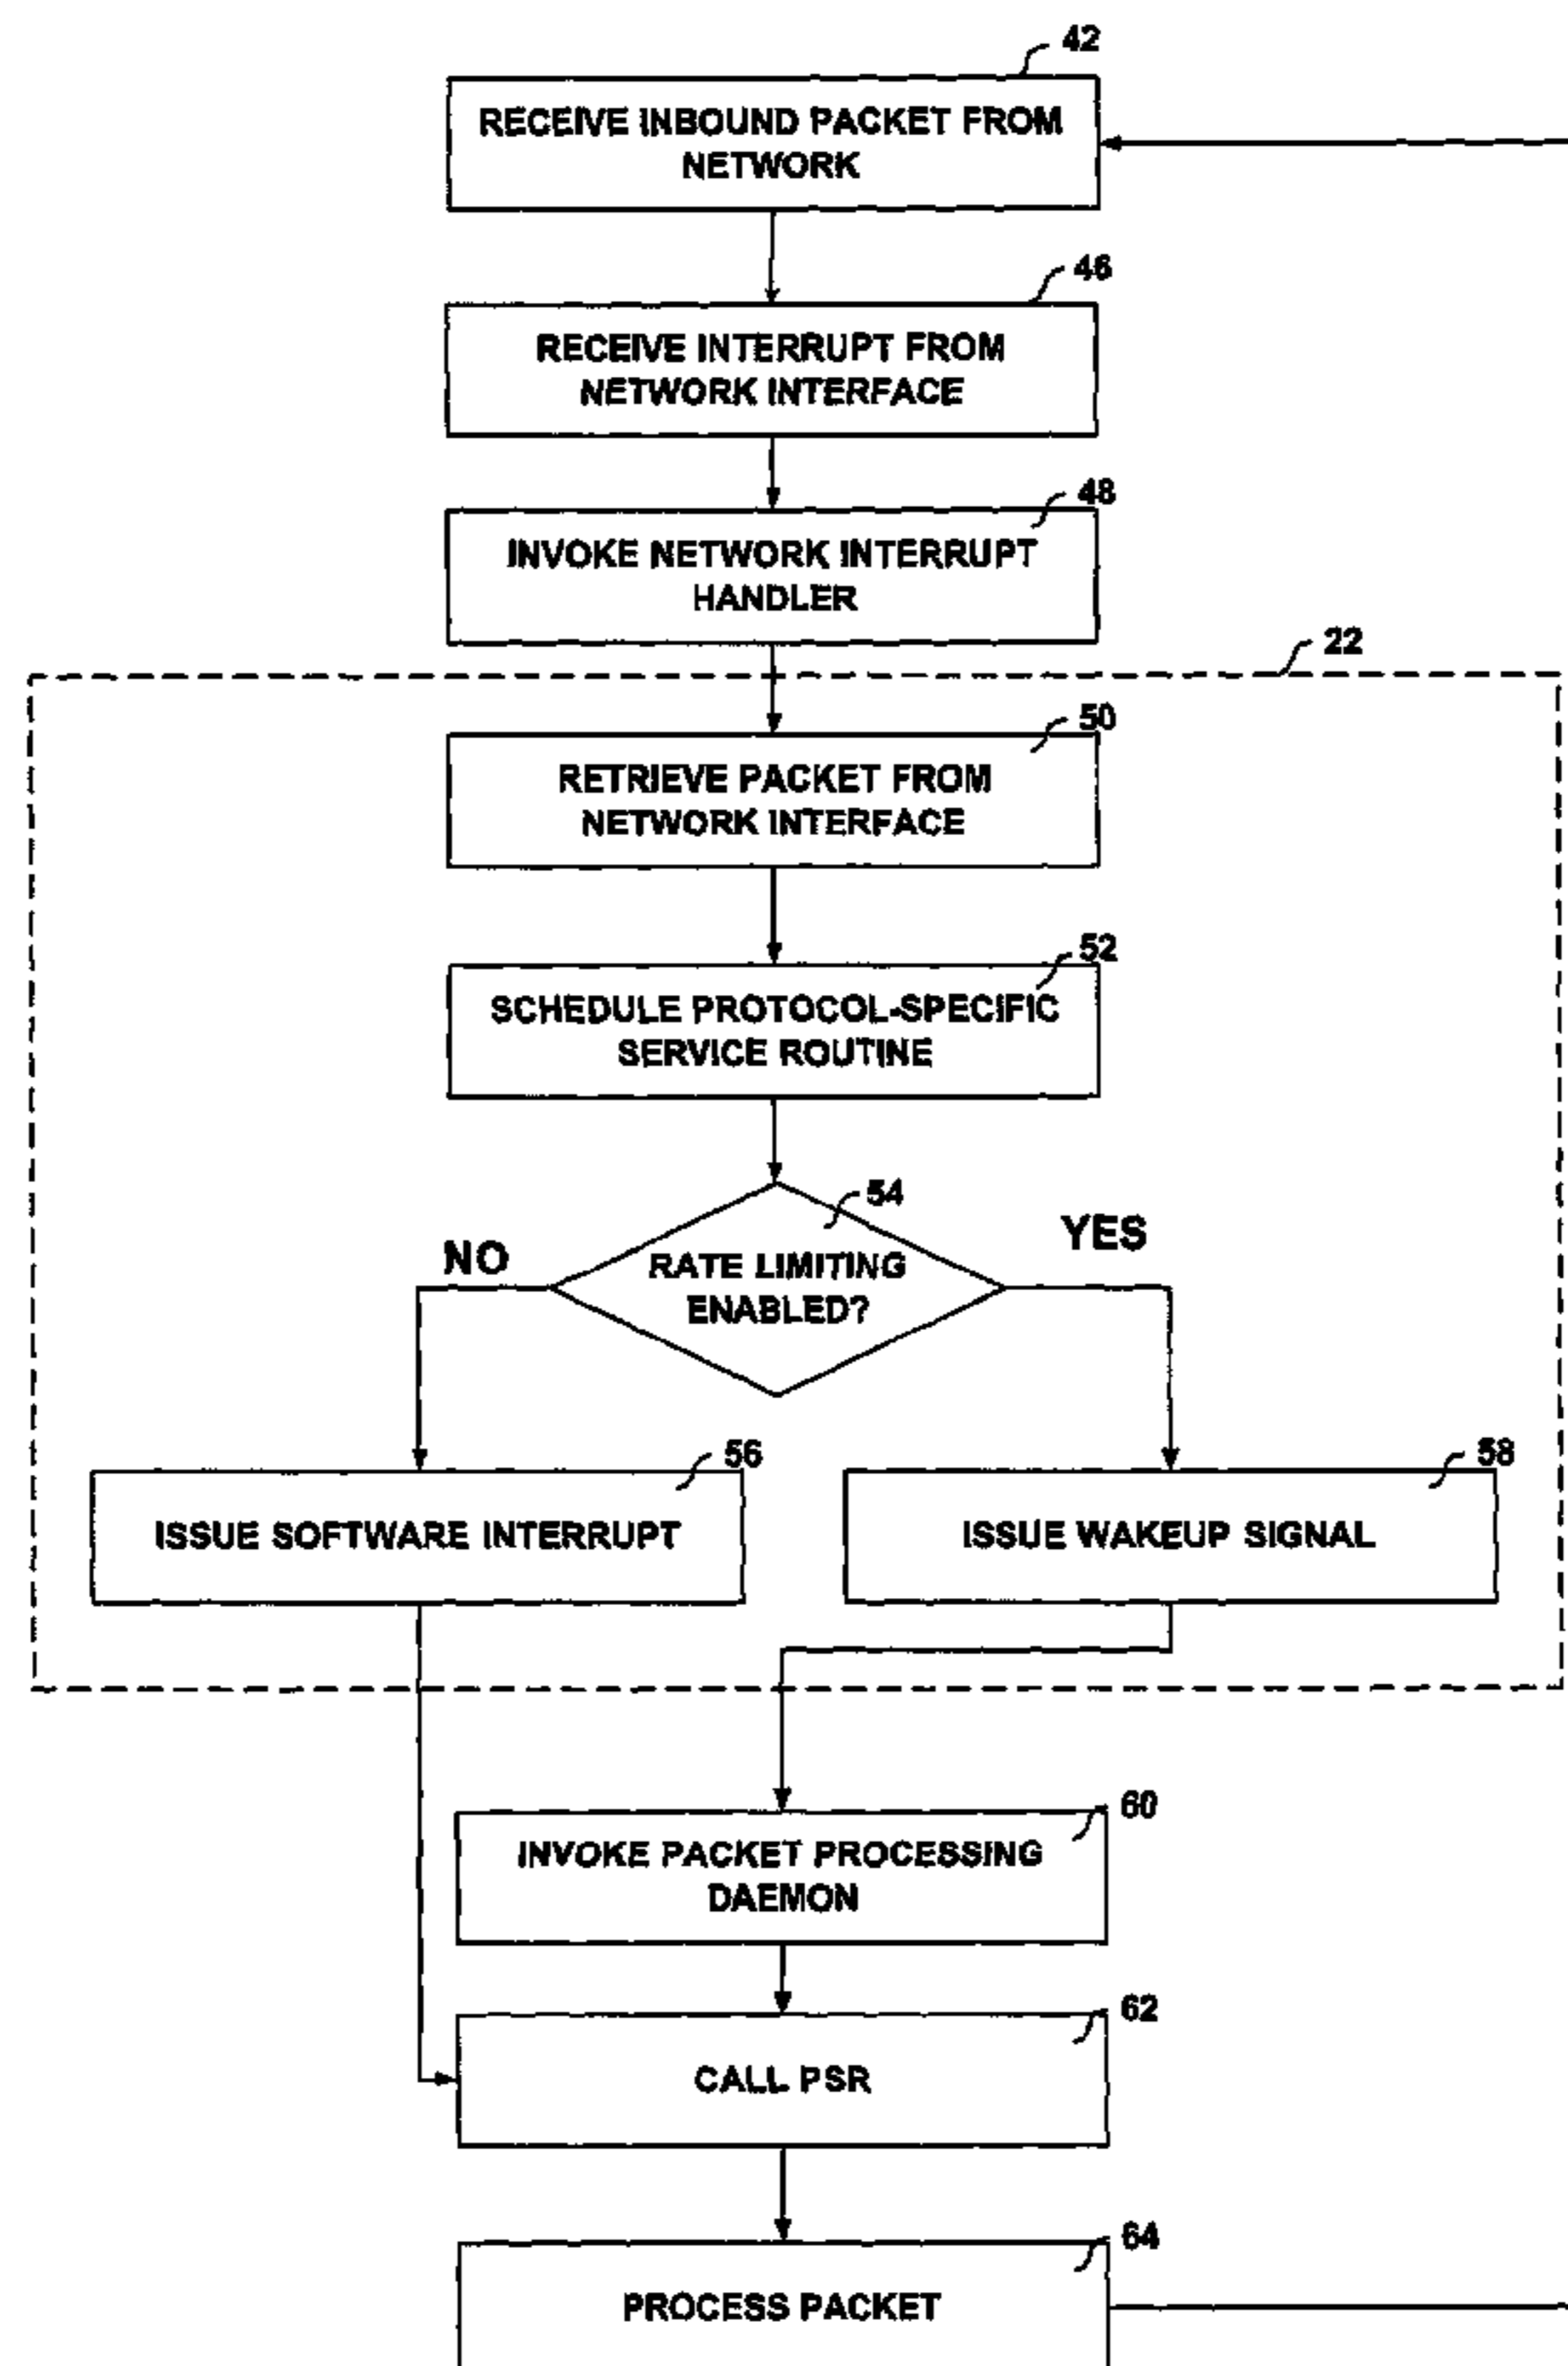 42
RECEIVE INBOUND PACKET FROM
NETWORK
46
RECEIVE INTERRUPT FROM
NETWORK INTERFACE
48
INVOKE NETWORK INTERRUPT
HANDLER
22
50
RETRIEVE PACKET FROM
NETWORK INTERFACE
52
SCHEDULE PROTOCOL-SPECIFIC
SERVICE ROUTINE
54
NO
YES
RATE LIMITING
ENABLED?
56
ISSUE SOFTWARE INTERRUPT
58
ISSUE WAKEUP SIGNAL
60
INVOKE PACKET PROCESSING
DAEMON
62
CALL PSR
64
PROCESS PACKET